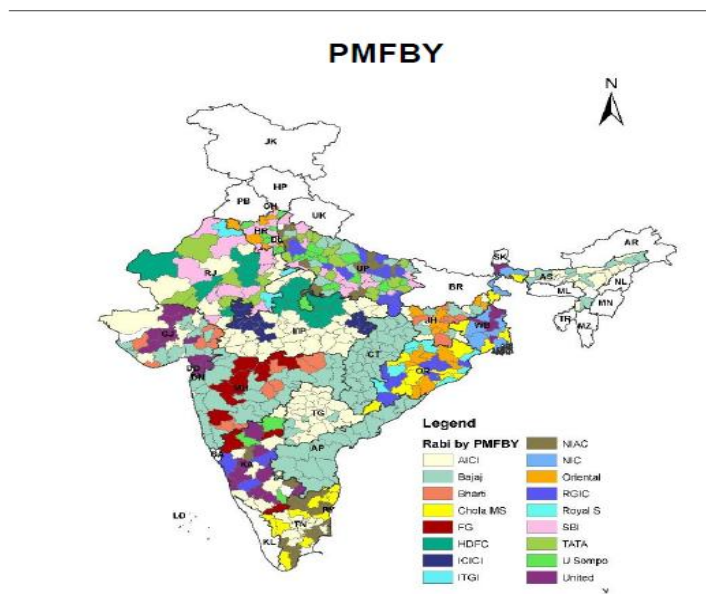 PMFBY
N
JK
HP
PB
CH
UK
HR
DL
RJ
UP
SK
AR
AS
NL
BR
ML
MN
TR
MZ
GJ
MP
JH
WB
CT
DD
DN
MH
OR
TG
AP
GA
KA
PY
TN
KL
LD
Legend
Rabi by PMFBY
AICI
Bajaj
Bharti
Chola MS
FG
HDFC
ICICI
ITGI
NIAC
NIC
Oriental
RGIC
Royal S
SBI
TATA
U Sompo
United